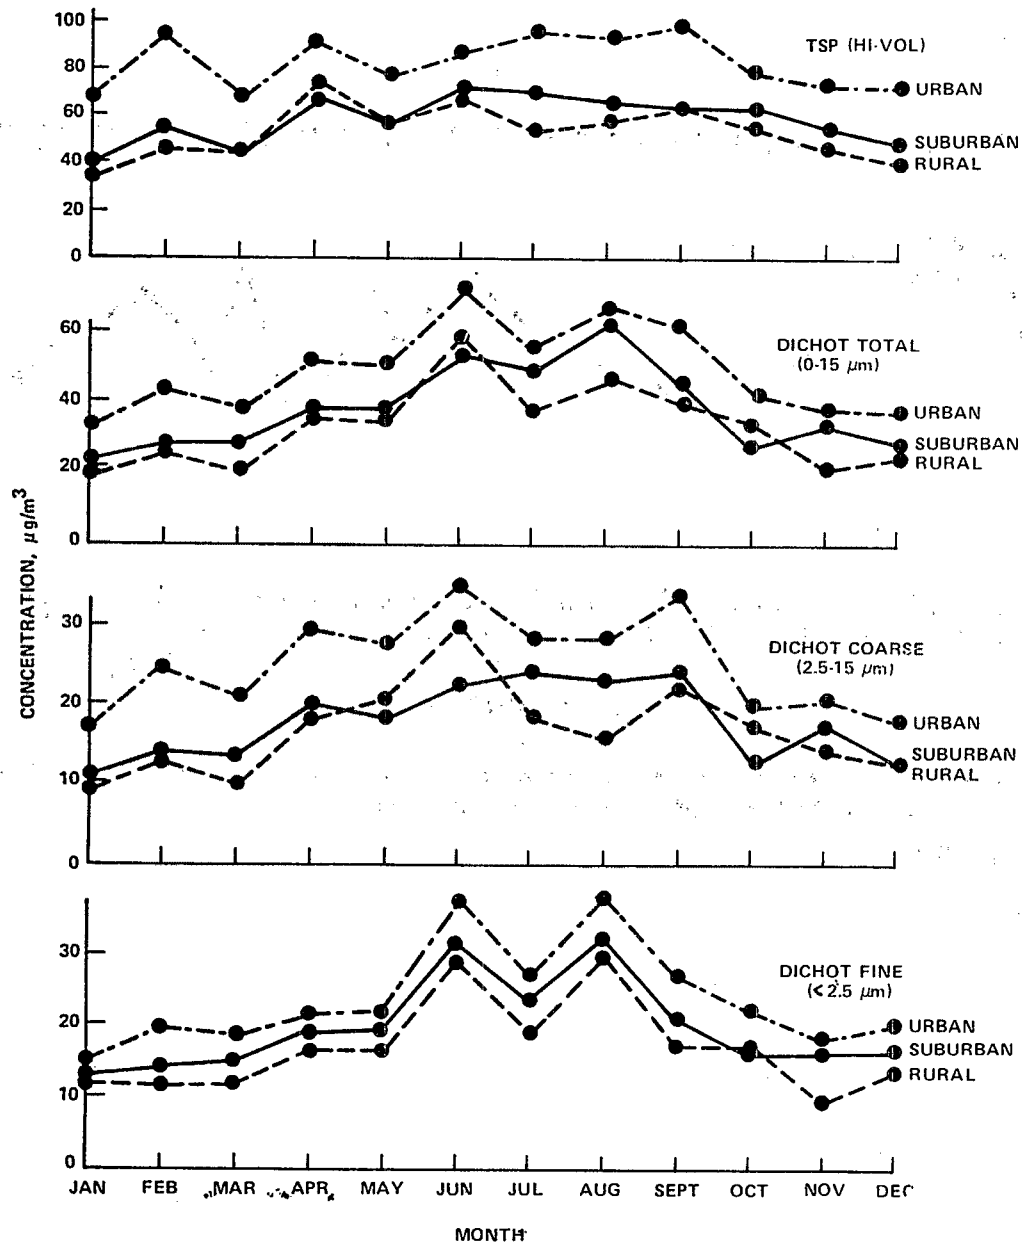 100
80
60
40
20
0
TSP (HI-VOL)
URBAN
SUBURBAN
RURAL
60
40
20
0
DICHOT TOTAL
(0-15 µm)
URBAN
SUBURBAN
RURAL
CONCENTRATION, µg/m³
30
20
10
0
DICHOT COARSE
(2.5-15 µm)
URBAN
SUBURBAN
RURAL
30
20
10
0
DICHOT FINE
(<2.5 µm)
URBAN
SUBURBAN
RURAL
JAN FEB MAR APR MAY JUN JUL AUG SEPT OCT NOV DEC
MONTH